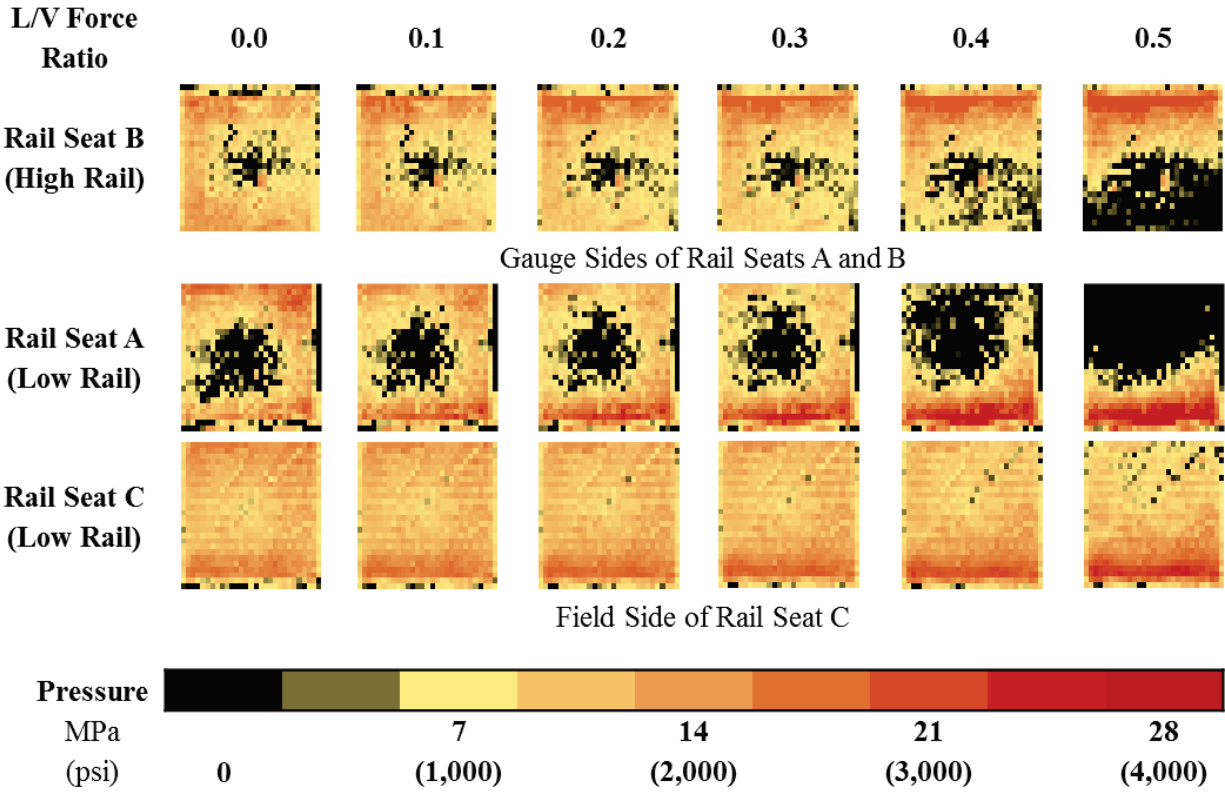 L/V Force
Ratio
0.0 0.1 0.2 0.3 0.4 0.5
Rail Seat B
(High Rail)
Gauge Sides of Rail Seats A and B
Rail Seat A
(Low Rail)
Rail Seat C
(Low Rail)
Field Side of Rail Seat C
Pressure
MPa 7 14 21 28
(psi) 0 (1,000) (2,000) (3,000) (4,000)